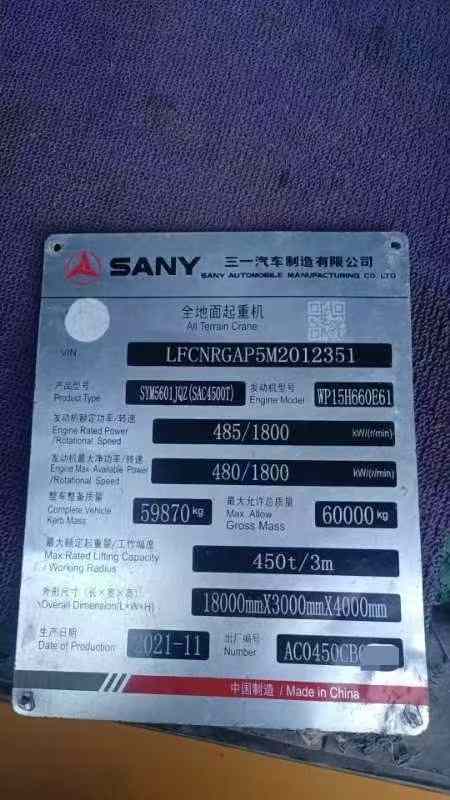 SANY
三一汽车制造有限公司
SANY AUTOMOBILE MANUFACTURING CO.,LTD
全地面起重机
All Terrain Crane
VIN LFCNRGAP5M2012351
产品型号 Product Type SYM5601JQZ(SAC4500T) 发动机型号 Engine Model WP15H660E61
发动机额定功率/转速
Engine Rated Power /Rotational Speed 485/1800 kW/(r/min)
发动机最大净功率/转速
Engine Max Available Power /Rotational Speed 480/1800 kW/(r/min)
整车整备质量 Complete Vehicle Kerb Mass 59870 kg 最大允许总质量 Max. Allow Gross Mass 60000 kg
最大额定起重量/工作幅度
Max.Rated Lifting Capacity / Working Radius 450t/3m
外形尺寸(长×宽×高)
Overall Dimension(L×W×H) 18000mmX3000mmX4000mm
生产日期 Date of Production 2021-11 出厂编号 Number AC0450CB
中国制造 / Made in China